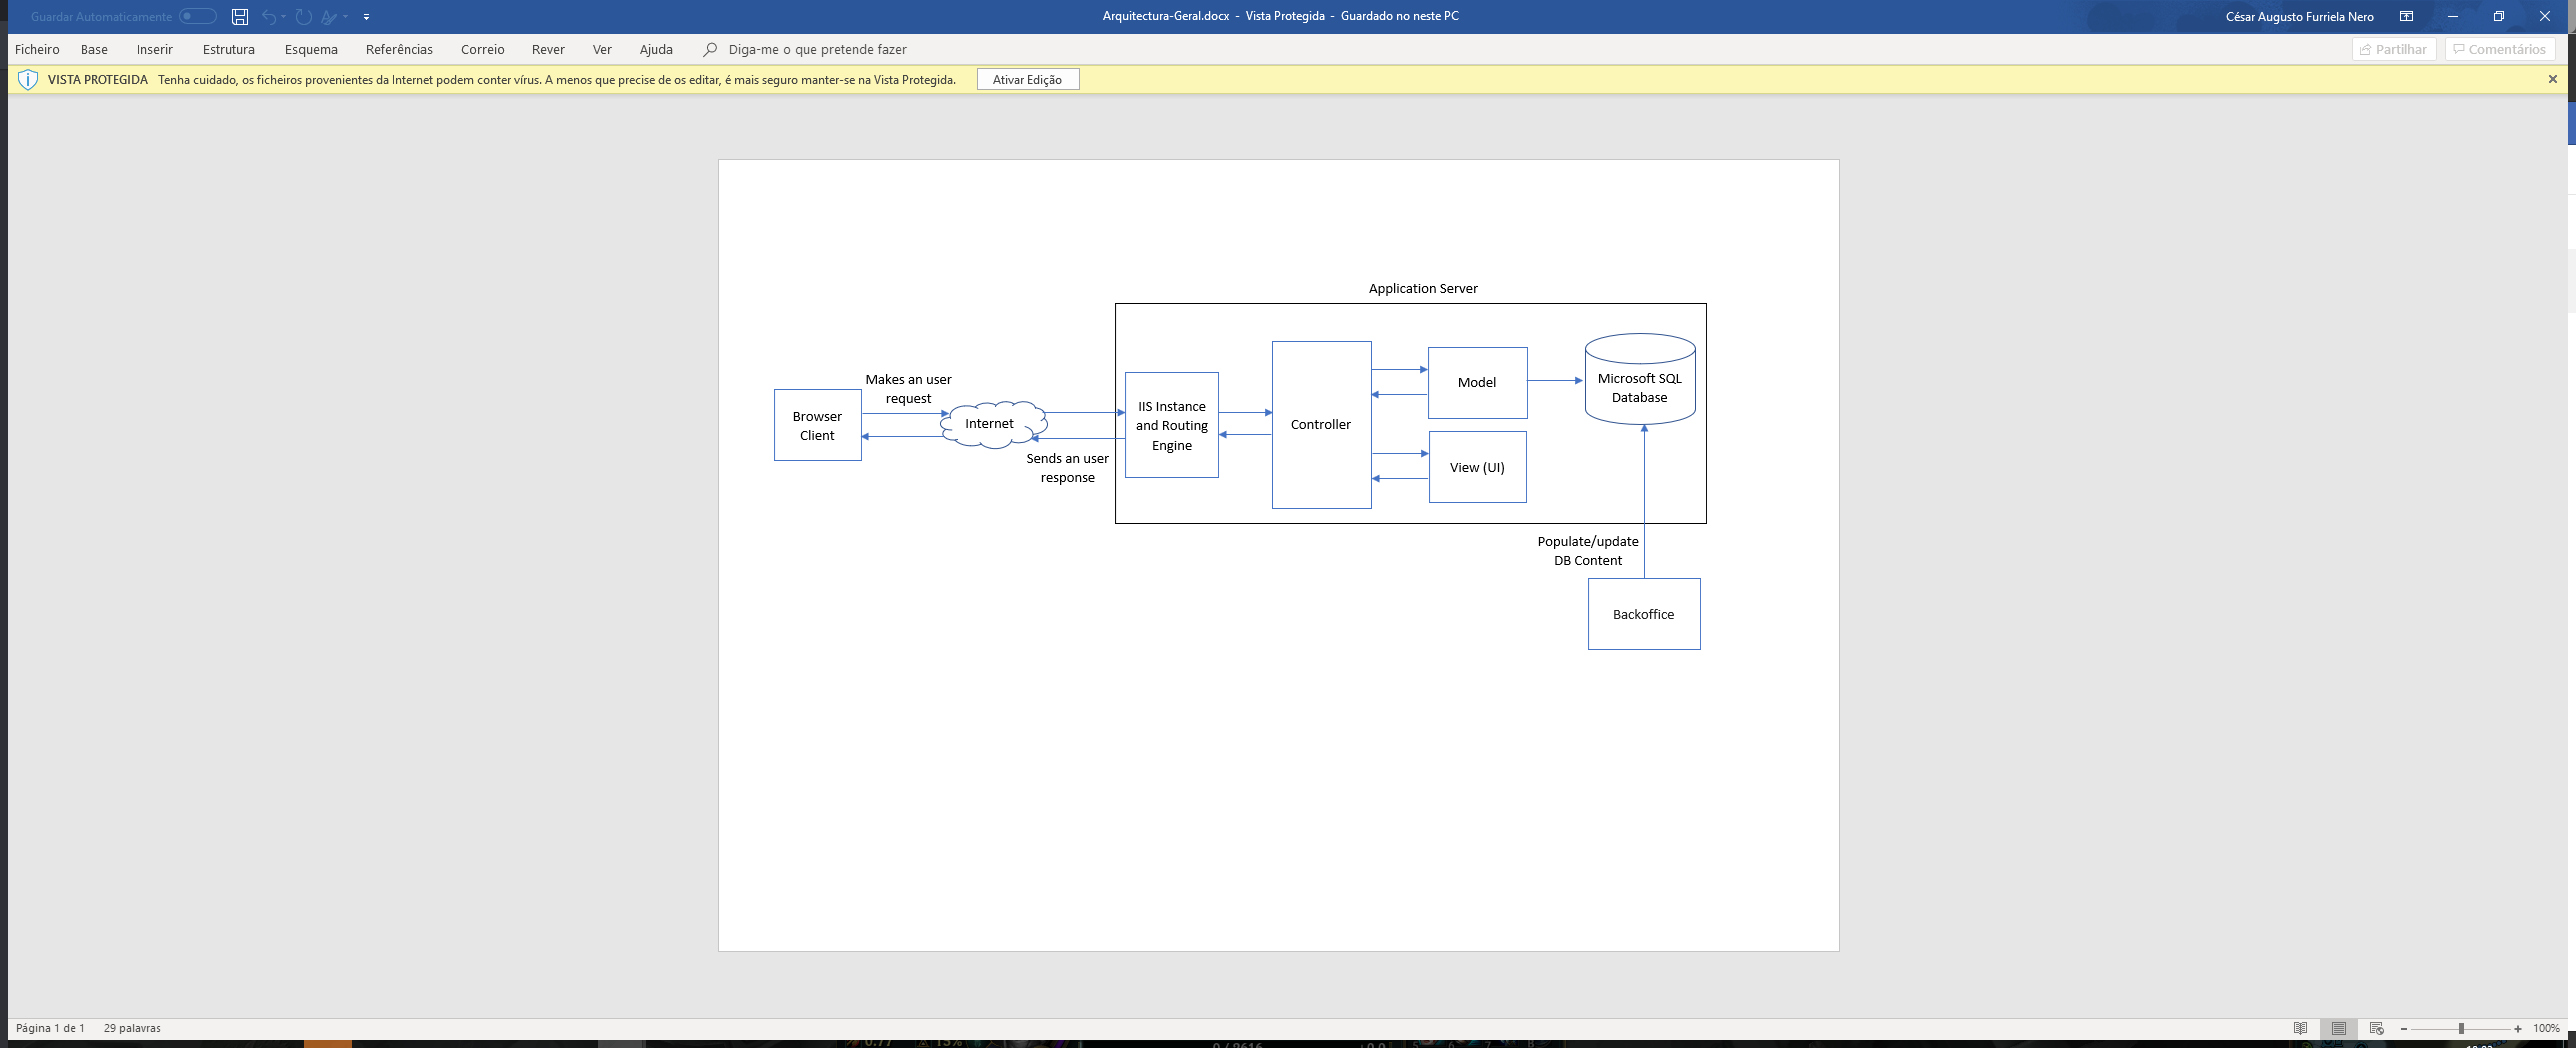 Guardar Automaticamente
Arquitectura-Geral.docx - Vista Protegida - Guardado no neste PC
César Augusto Furriela Nero
Ficheiro Base Inserir Estrutura Esquema Referências Correio Rever Ver Ajuda Diga-me o que pretende fazer
Partilhar Comentários
VISTA PROTEGIDA Tenha cuidado, os ficheiros provenientes da Internet podem conter vírus. A menos que precise de os editar, é mais seguro manter-se na Vista Protegida. Ativar Edição
Application Server
Makes an user
request
Browser
Client
Internet
Sends an user
response
IIS Instance
and Routing
Engine
Controller
Model
View (UI)
Microsoft SQL
Database
Populate/update
DB Content
Backoffice
Página 1 de 1 29 palavras
100%